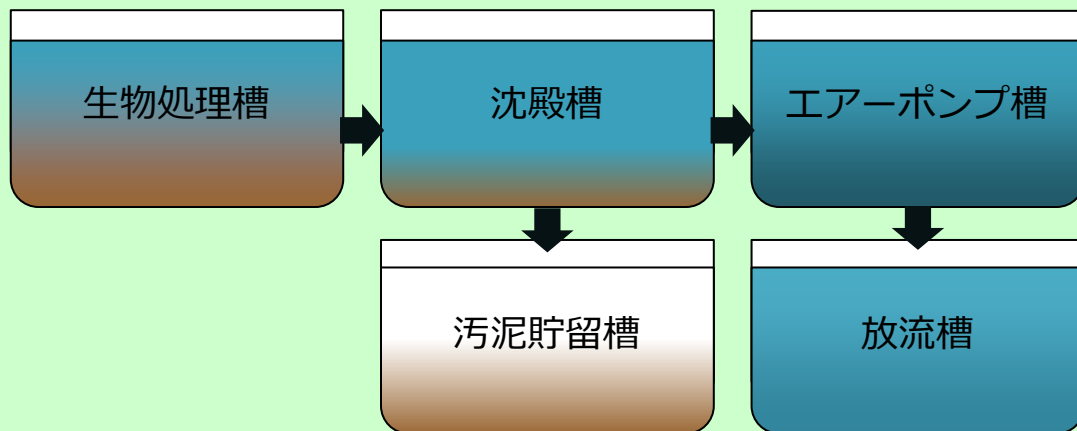 生物処理槽
沈殿槽
エアーポンプ槽
汚泥貯留槽
放流槽